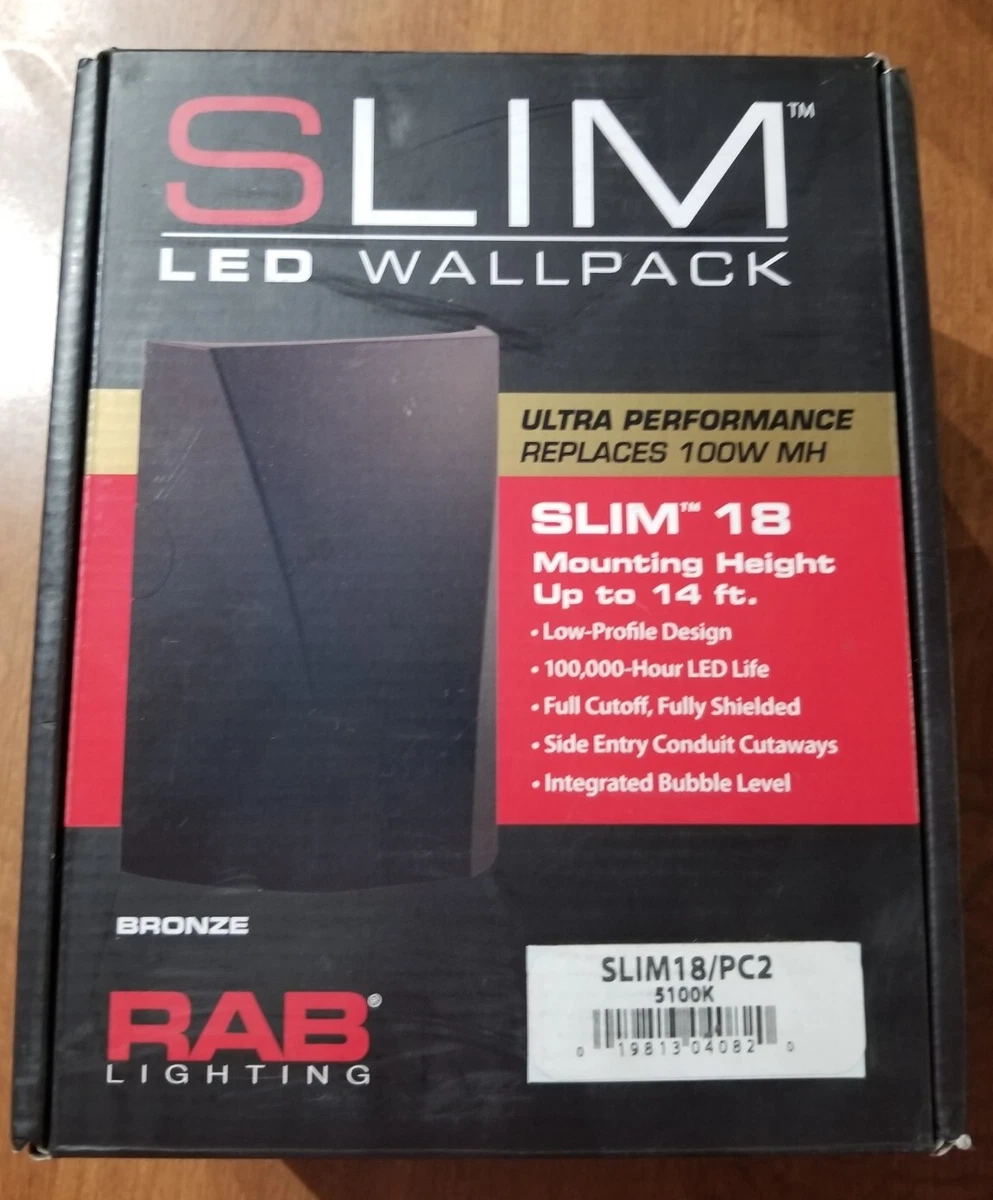 SLIM™
LED WALLPACK
ULTRA PERFORMANCE
REPLACES 100W MH
SLIM™ 18
Mounting Height
Up to 14 ft.
• Low-Profile Design
• 100,000-Hour LED Life
• Full Cutoff, Fully Shielded
• Side Entry Conduit Cutaways
• Integrated Bubble Level
BRONZE
RAB®
LIGHTING
SLIM18/PC2
5100K
0 19813 04082 0